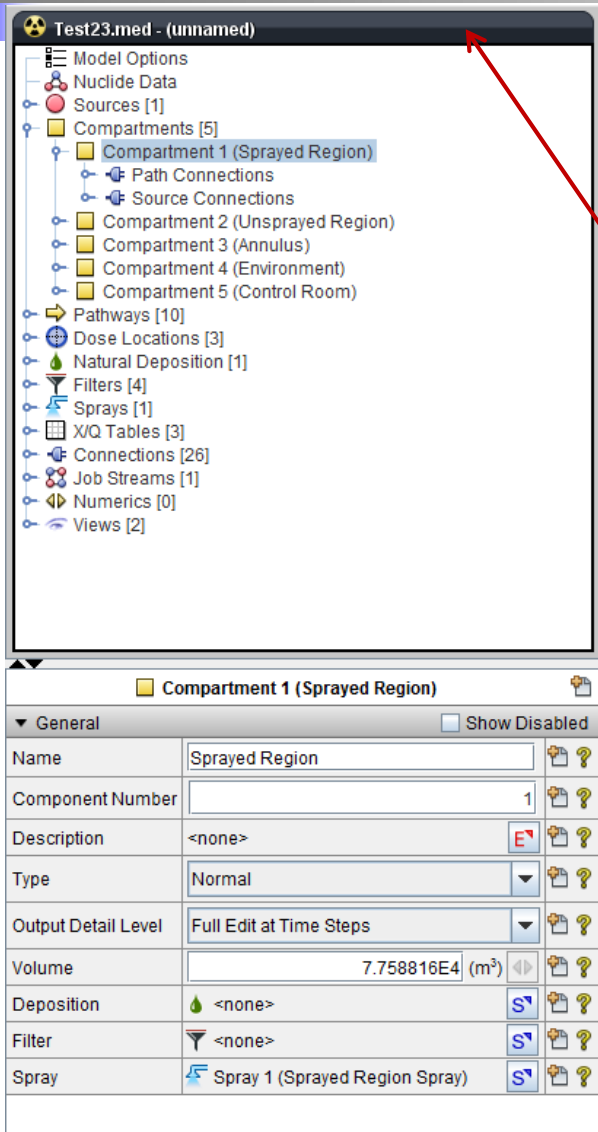 Test23.med - (unnamed)
Model Options
Nuclide Data
Sources [1]
Compartments [5]
Compartment 1 (Sprayed Region)
Path Connections
Source Connections
Compartment 2 (Unsprayed Region)
Compartment 3 (Annulus)
Compartment 4 (Environment)
Compartment 5 (Control Room)
Pathways [10]
Dose Locations [3]
Natural Deposition [1]
Filters [4]
Sprays [1]
X/Q Tables [3]
Connections [26]
Job Streams [1]
Numerics [0]
Views [2]
Compartment 1 (Sprayed Region)
General Show Disabled
Name Sprayed Region ?
Component Number 1 ?
Description <none> E ?
Type Normal ?
Output Detail Level Full Edit at Time Steps ?
Volume 7.758816E4 (m³) ?
Deposition <none> S ?
Filter <none> S ?
Spray Spray 1 (Sprayed Region Spray) S ?